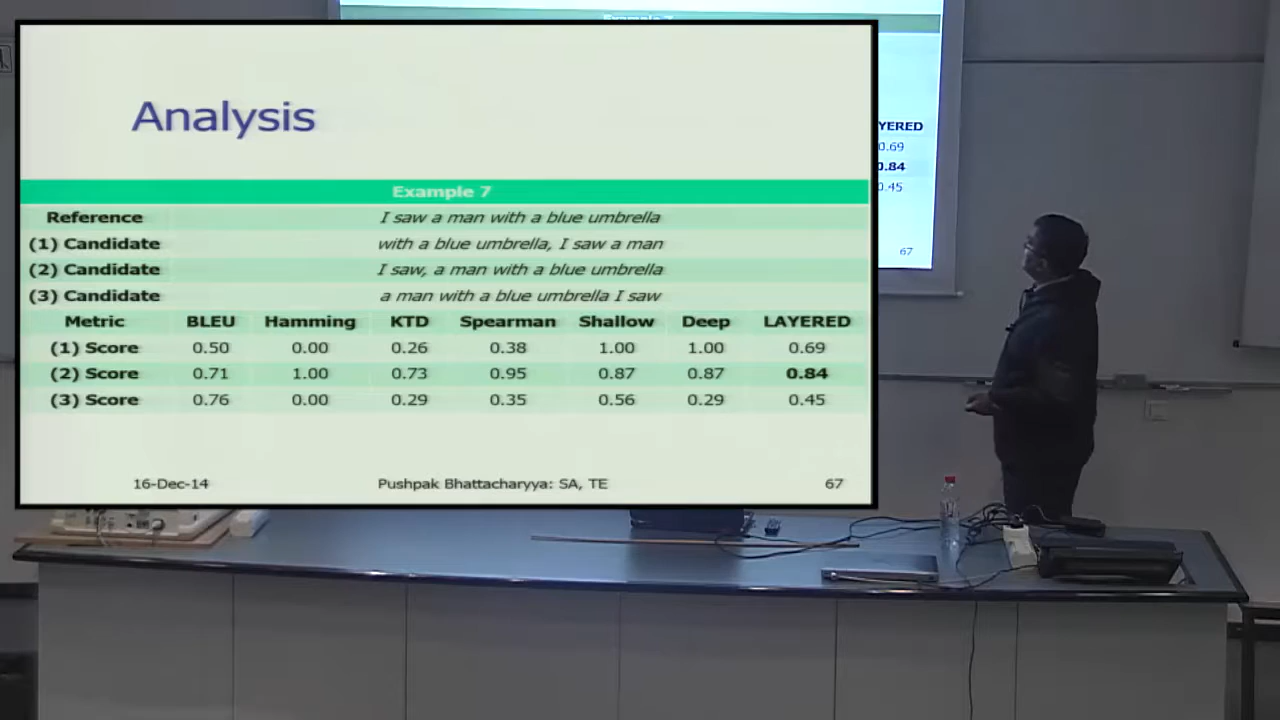 Analysis
Example 7
Reference I saw a man with a blue umbrella
(1) Candidate with a blue umbrella, I saw a man
(2) Candidate I saw, a man with a blue umbrella
(3) Candidate a man with a blue umbrella I saw
Metric BLEU Hamming KTD Spearman Shallow Deep LAYERED
(1) Score 0.50 0.00 0.26 0.38 1.00 1.00 0.69
(2) Score 0.71 1.00 0.73 0.95 0.87 0.87 0.84
(3) Score 0.76 0.00 0.29 0.35 0.56 0.29 0.45
16-Dec-14 Pushpak Bhattacharyya: SA, TE 67
Example 7
YERED
0.69
0.84
0.45
67